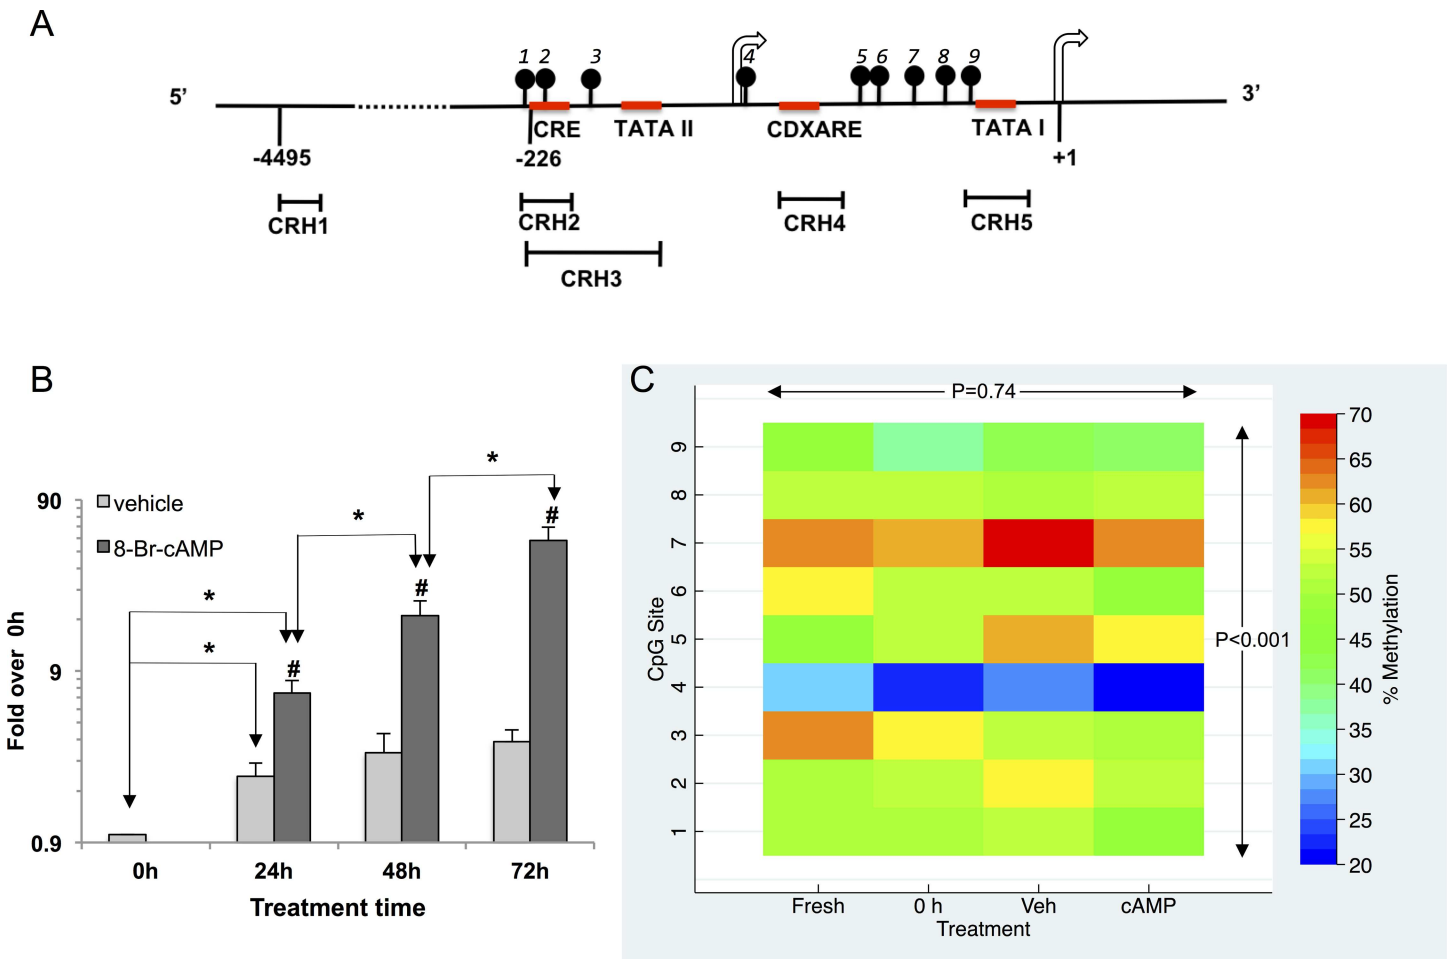 A
1 2 3 4 5 6 7 8 9
5’ 3’
CRE TATA II CDXARE TATA I
-4495 -226 +1
CRH1 CRH2 CRH4 CRH5
CRH3
B
90
9
0.9
Fold over 0h
vehicle
8-Br-cAMP
*
*
*
*
#
#
#
0h 24h 48h 72h
Treatment time
C
P=0.74
P<0.001
CpG Site
9
8
7
6
5
4
3
2
1
Fresh 0 h Veh cAMP
Treatment
70
65
60
55
50
45
40
35
30
25
20
% Methylation